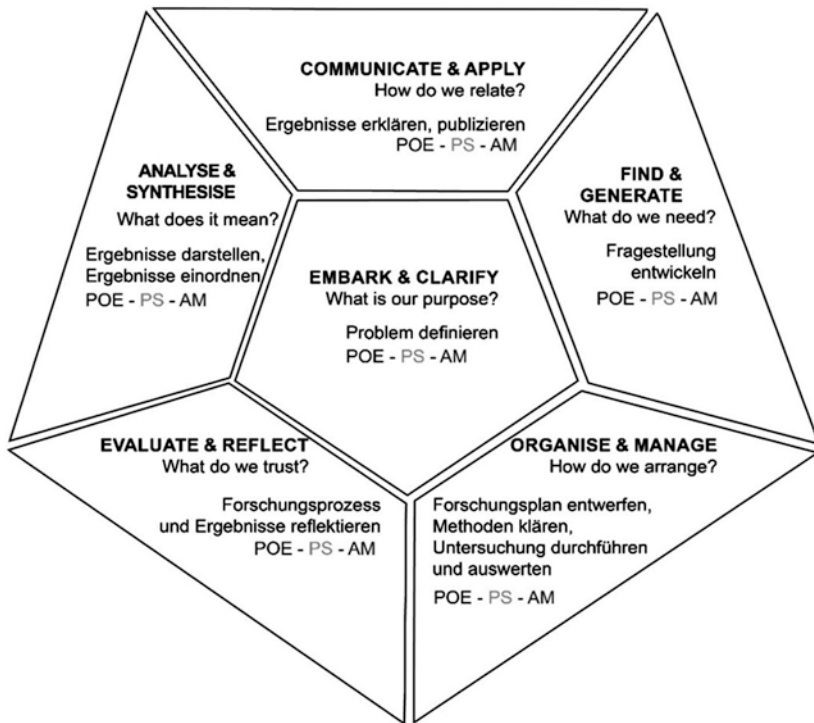 COMMUNICATE & APPLY
How do we relate?
Ergebnisse erklären, publizieren
POE - PS - AM
ANALYSE &
SYNTHESISE
What does it mean?
Ergebnisse darstellen,
Ergebnisse einordnen
POE - PS - AM
FIND &
GENERATE
What do we need?
Fragestellung
entwickeln
POE - PS - AM
EMBARK & CLARIFY
What is our purpose?
Problem definieren
POE - PS - AM
EVALUATE & REFLECT
What do we trust?
Forschungsprozess
und Ergebnisse reflektieren
POE - PS - AM
ORGANISE & MANAGE
How do we arrange?
Forschungsplan entwerfen,
Methoden klären,
Untersuchung durchführen
und auswerten
POE - PS - AM